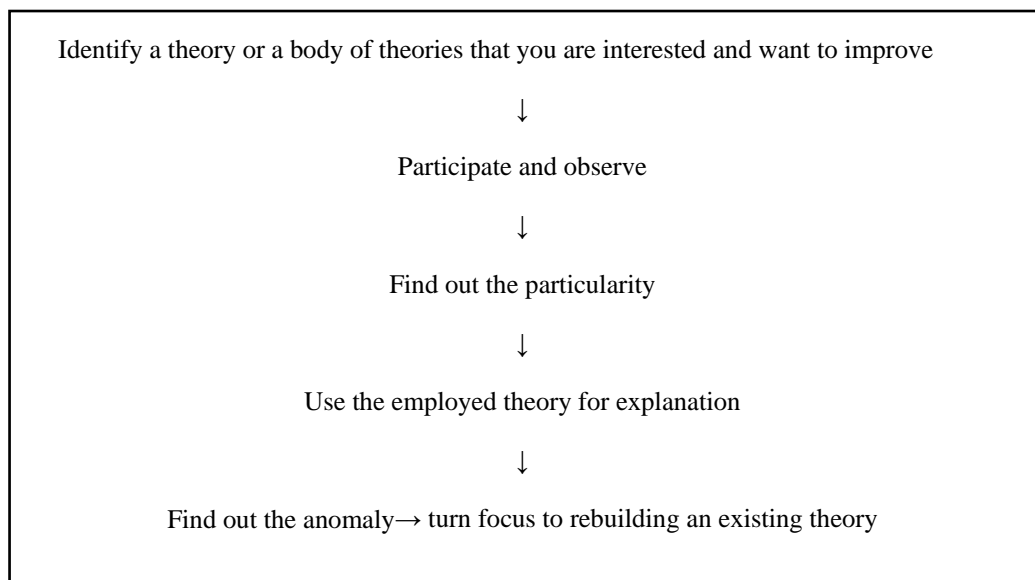 Identify a theory or a body of theories that you are interested and want to improve
↓
Participate and observe
↓
Find out the particularity
↓
Use the employed theory for explanation
↓
Find out the anomaly→ turn focus to rebuilding an existing theory